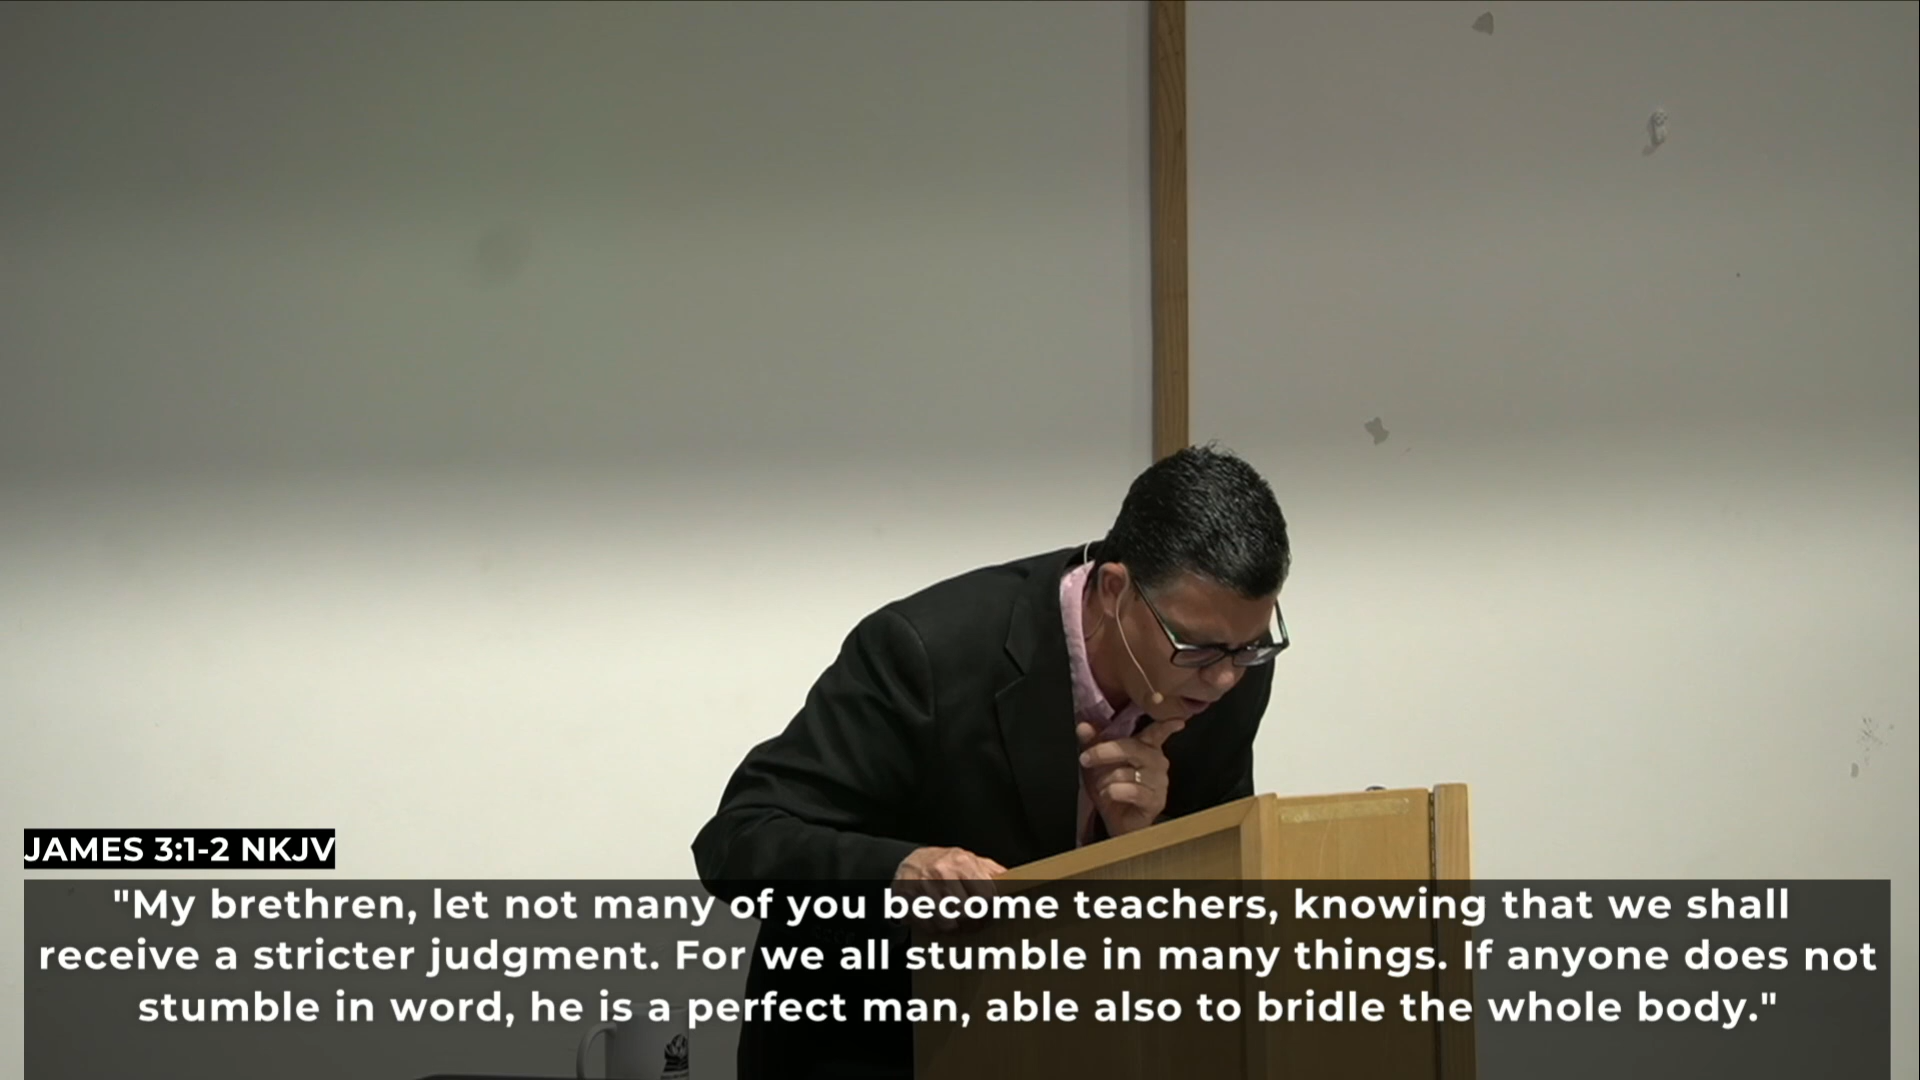 JAMES 3:1-2 NKJV
"My brethren, let not many of you become teachers, knowing that we shall
receive a stricter judgment. For we all stumble in many things. If anyone does not
stumble in word, he is a perfect man, able also to bridle the whole body."